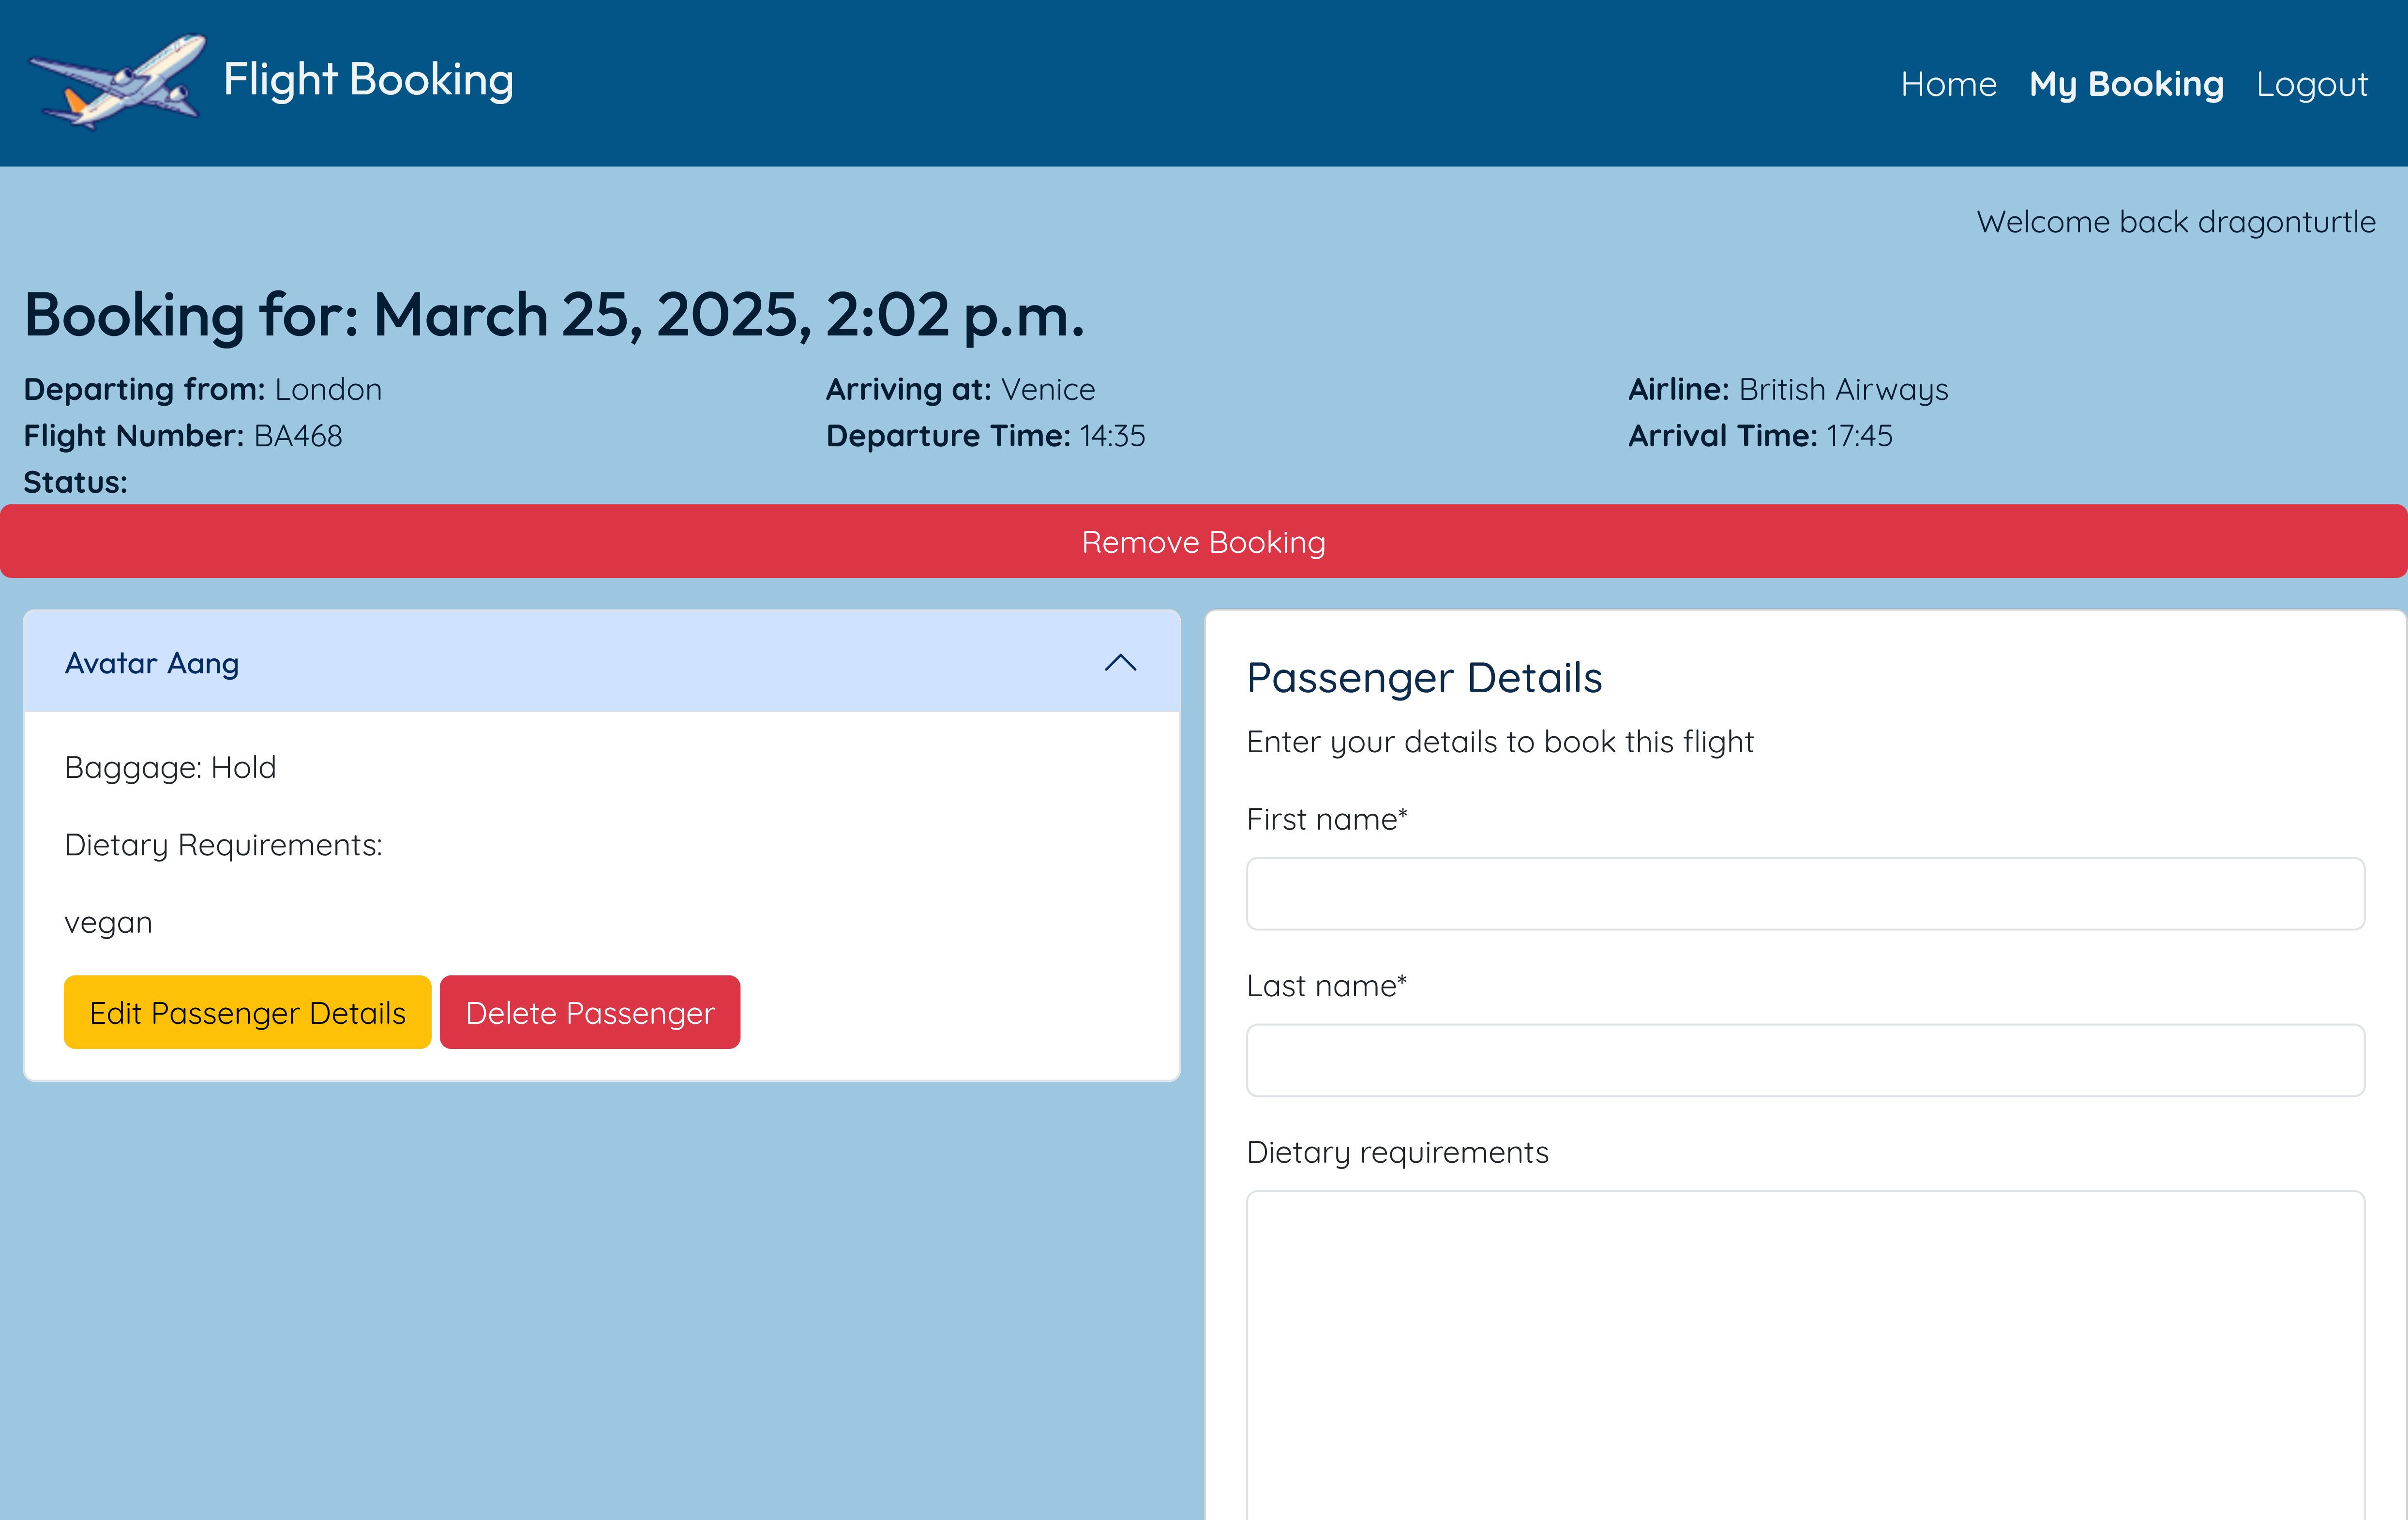 Flight Booking
Home My Booking Logout
Welcome back dragonturtle
Booking for: March 25, 2025, 2:02 p.m.
Departing from: London
Arriving at: Venice
Airline: British Airways
Flight Number: BA468
Departure Time: 14:35
Arrival Time: 17:45
Status:
Remove Booking
Avatar Aang
Baggage: Hold
Dietary Requirements:
vegan
Edit Passenger Details
Delete Passenger
Passenger Details
Enter your details to book this flight
First name*
Last name*
Dietary requirements